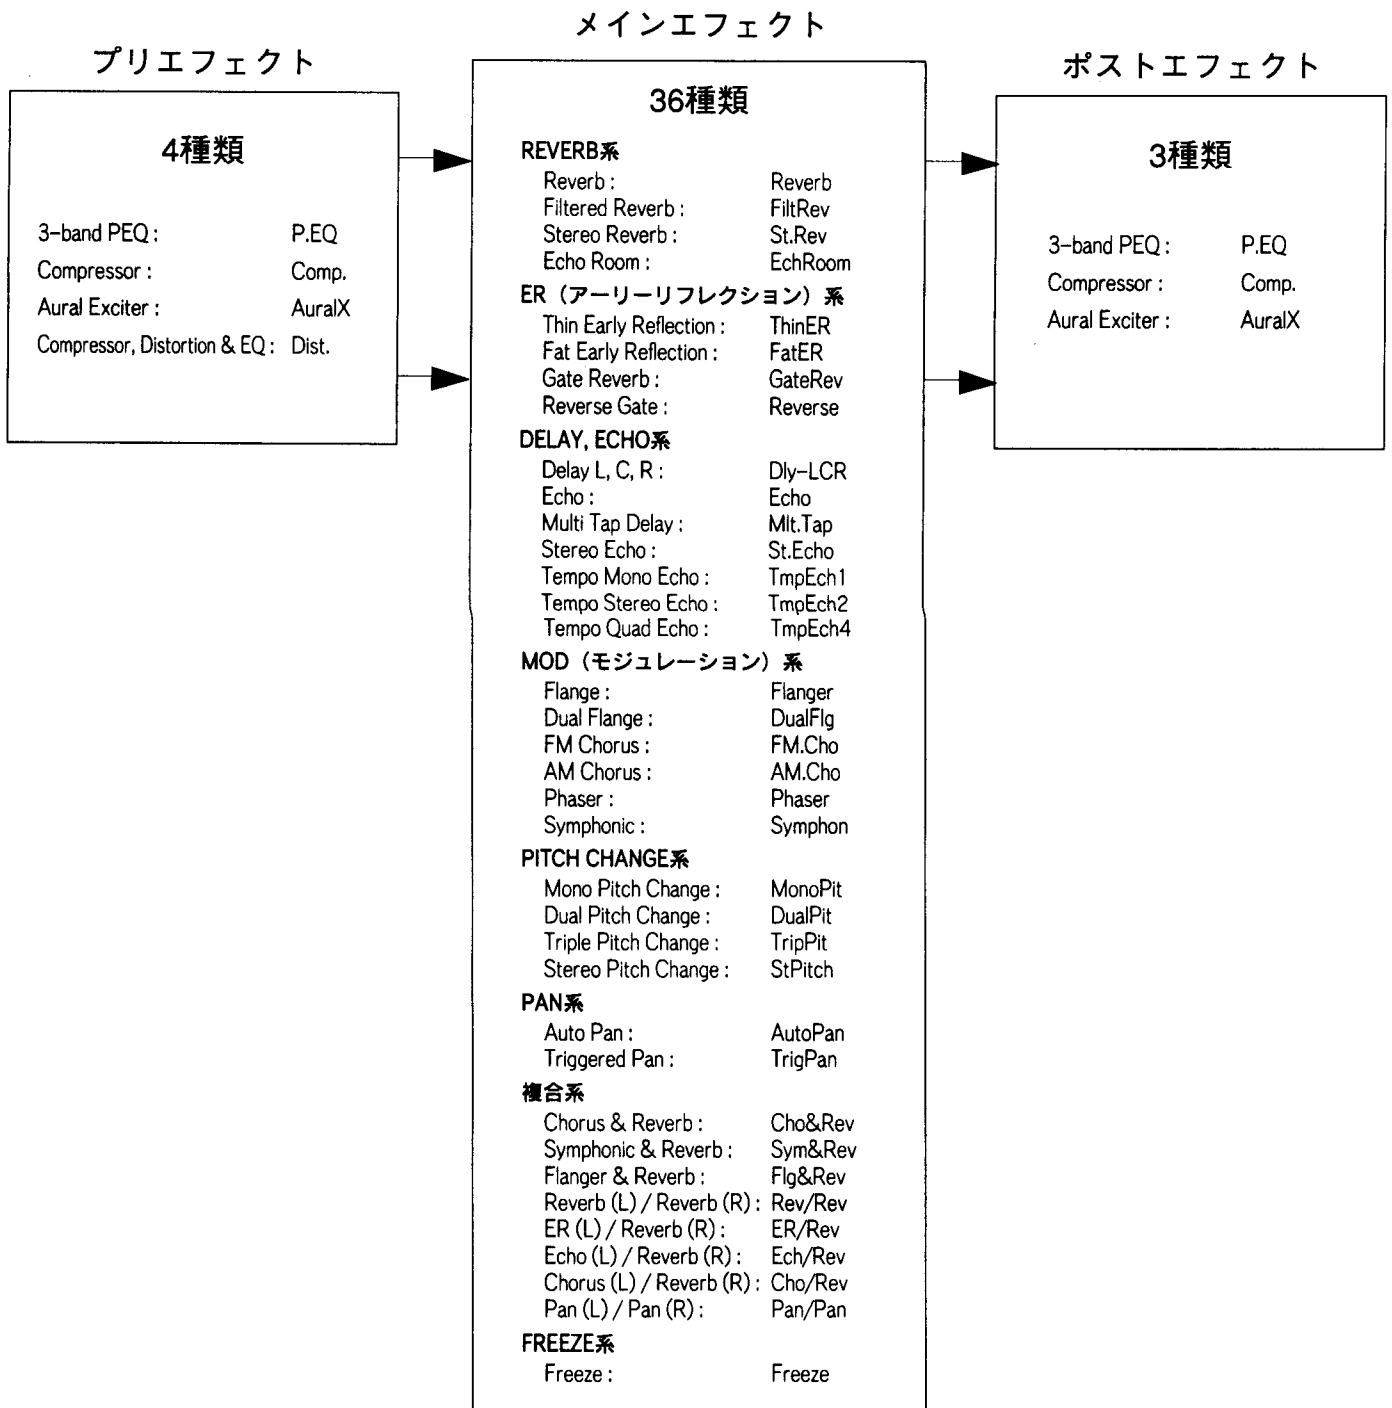 プリエフェクト
4種類
3-band PEQ : P.EQ
Compressor : Comp.
Aural Exciter : AuralX
Compressor, Distortion & EQ : Dist.
メインエフェクト
36種類
REVERB系
Reverb : Reverb
Filtered Reverb : FiltRev
Stereo Reverb : St.Rev
Echo Room : EchRoom
ER（アーリーリフレクション）系
Thin Early Reflection : ThinER
Fat Early Reflection : FatER
Gate Reverb : GateRev
Reverse Gate : Reverse
DELAY, ECHO系
Delay L, C, R : Dly-LCR
Echo : Echo
Multi Tap Delay : Mlt.Tap
Stereo Echo : St.Echo
Tempo Mono Echo : TmpEch1
Tempo Stereo Echo : TmpEch2
Tempo Quad Echo : TmpEch4
MOD（モジュレーション）系
Flange : Flanger
Dual Flange : DualFlg
FM Chorus : FM.Cho
AM Chorus : AM.Cho
Phaser : Phaser
Symphonic : Symphon
PITCH CHANGE系
Mono Pitch Change : MonoPit
Dual Pitch Change : DualPit
Triple Pitch Change : TripPit
Stereo Pitch Change : StPitch
PAN系
Auto Pan : AutoPan
Triggered Pan : TrigPan
複合系
Chorus & Reverb : Cho&Rev
Symphonic & Reverb : Sym&Rev
Flanger & Reverb : Flg&Rev
Reverb (L) / Reverb (R) : Rev/Rev
ER (L) / Reverb (R) : ER/Rev
Echo (L) / Reverb (R) : Ech/Rev
Chorus (L) / Reverb (R) : Cho/Rev
Pan (L) / Pan (R) : Pan/Pan
FREEZE系
Freeze : Freeze
ポストエフェクト
3種類
3-band PEQ : P.EQ
Compressor : Comp.
Aural Exciter : AuralX